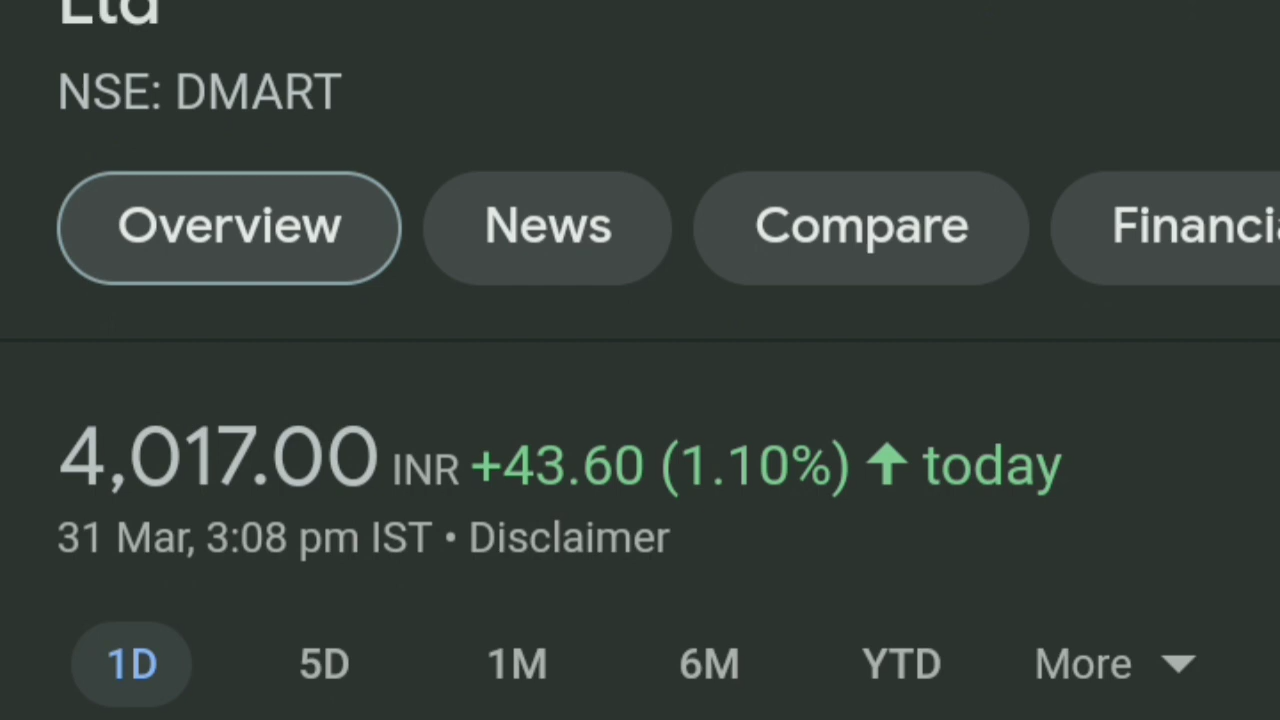 Ltd
NSE: DMART
Overview News Compare
4,017.00 INR +43.60 (1.10%) ↑ today
31 Mar, 3:08 pm IST • Disclaimer
1D 5D 1M 6M YTD More